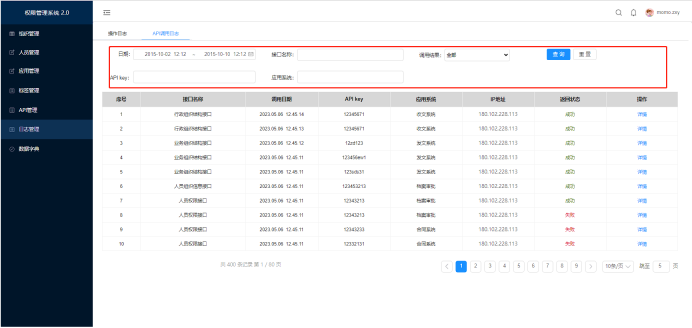 权限管理系统 2.0
momo.zxy
组织管理
人员管理
应用管理
标签管理
API管理
日志管理
数据字典
操作日志 API调用日志
日期： 2015-10-02 12:12 ~ 2015-10-10 12:12 接口名称： 调用结果： 全部 查 询 重 置
API key： 应用系统：
序号 接口名称 调用日期 API key 应用系统 IP地址 返回状态 操作
1 行政组织结构接口 2023.05.06 12.45.14 12345671 收文系统 180.102.228.113 成功 详情
2 行政组织结构接口 2023.05.06 12.45.13 12345671 收文系统 180.102.228.113 成功 详情
3 业务组织结构接口 2023.05.06 12.45.12 12zd123 发文系统 180.102.228.113 成功 详情
4 业务组织结构接口 2023.05.06 12.45.11 发文系统 180.102.228.113 成功 详情
5 业务组织结构接口 2023.05.06 12.45.11 发文系统 180.102.228.113 成功 详情
6 人员组织信息接口 2023.05.06 12.45.11 123453213 档案审批 180.102.228.113 成功 详情
7 人员权限接口 2023.05.06 12.45.11 12343213 档案审批 180.102.228.113 成功 详情
8 人员权限接口 2023.05.06 12.45.11 12343213 档案审批 180.102.228.113 失败 详情
9 人员权限接口 2023.05.06 12.45.11 12343233 合同系统 180.102.228.113 失败 详情
10 人员权限接口 2023.05.06 12.45.11 12332131 合同系统 180.102.228.113 失败 详情
共 400 条记录 第 1 / 80 页 1 2 3 4 5 6 7 8 9 10条/页 跳至 5 页